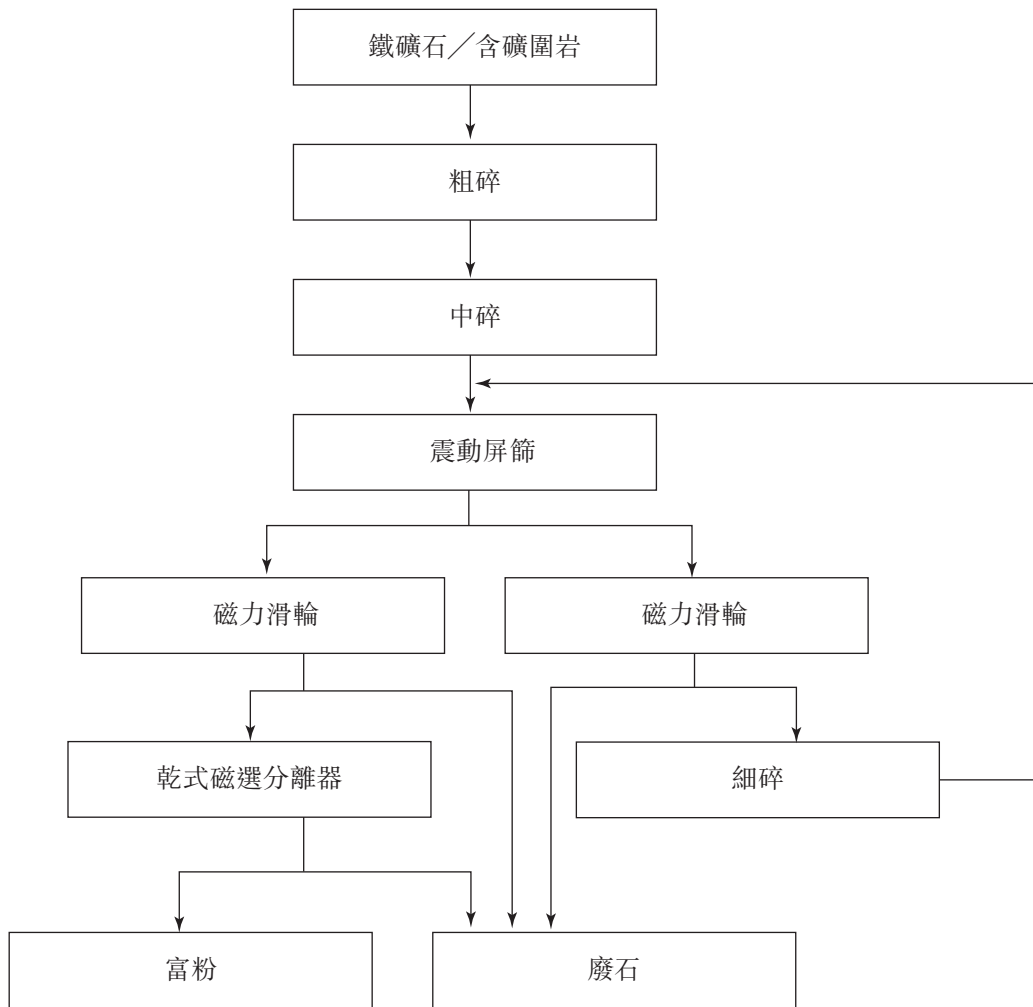 鐵礦石／含礦圍岩
粗碎
中碎
震動屏篩
磁力滑輪
磁力滑輪
乾式磁選分離器
細碎
富粉
廢石